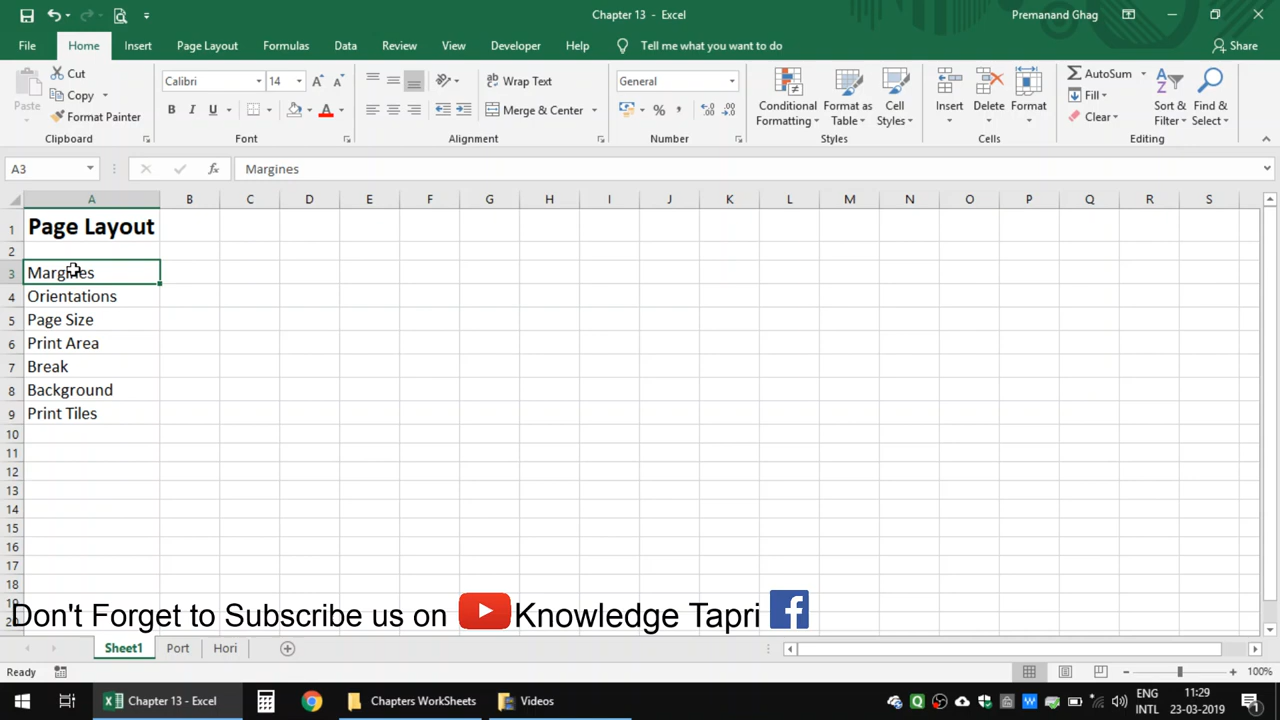 Chapter 13 - Excel
Premanand Ghag
File Home Insert Page Layout Formulas Data Review View Developer Help Tell me what you want to do Share
Paste
Cut
Copy
Format Painter
Clipboard
Calibri 14
B I U
Font
Wrap Text
Merge & Center
Alignment
General
%
Number
Conditional Formatting
Format as Table
Cell Styles
Styles
Insert
Delete
Format
Cells
AutoSum
Fill
Clear
Sort & Filter
Find & Select
Editing
A3 fx Margines
A B C D E F G H I J K L M N O P Q R S
1 Page Layout
2
3 Margines
4 Orientations
5 Page Size
6 Print Area
7 Break
8 Background
9 Print Tiles
10
11
12
13
14
15
16
17
18
19
20
Don't Forget to Subscribe us on Knowledge Tapri
Sheet1 Port Hori
Ready 100%
Chapter 13 - Excel
Chapters WorkSheets
Videos
ENG
INTL
11:29
23-03-2019